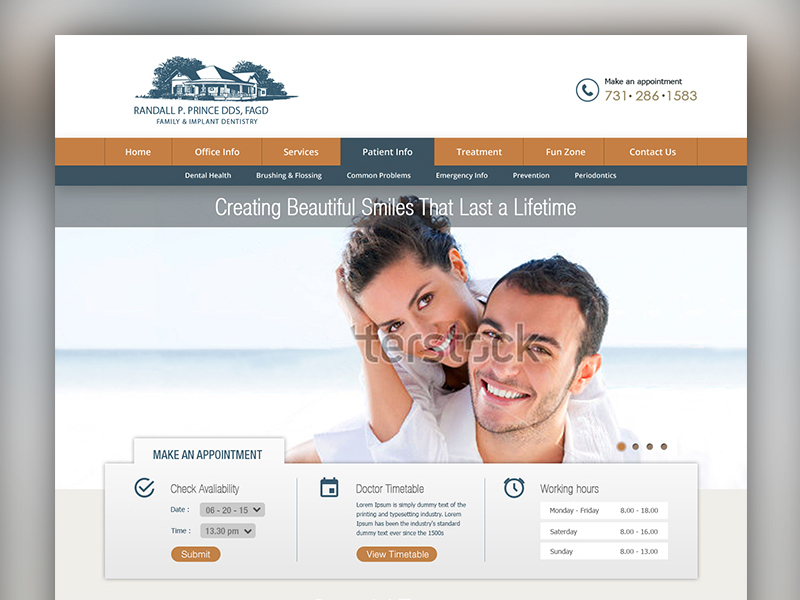 RANDALL P. PRINCE DDS, FAGD
FAMILY & IMPLANT DENTISTRY
Make an appointment
731• 286 •1583
Home Office Info Services Patient Info Treatment Fun Zone Contact Us
Dental Health Brushing & Flossing Common Problems Emergency Info Prevention Periodontics
Creating Beautiful Smiles That Last a Lifetime
tterstock
MAKE AN APPOINTMENT
Check Avaliability
Date : 06 - 20 - 15
Time : 13.30 pm
Submit
Doctor Timetable
Lorem Ipsum is simply dummy text of the
printing and typesetting industry. Lorem
Ipsum has been the industry's standard
dummy text ever since the 1500s
View Timetable
Working hours
Monday - Friday 8.00 - 18.00
Saterday 8.00 - 16.00
Sunday 8.00 - 13.00